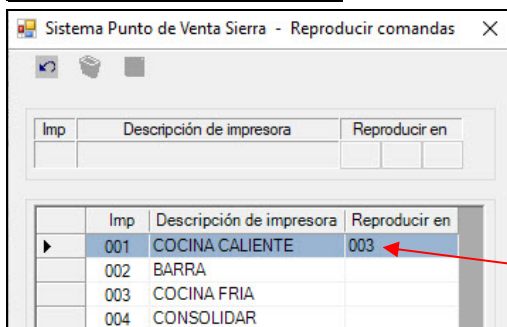 Sistema Punto de Venta Sierra - Reproducir comandas
Imp Descripción de impresora Reproducir en
Imp Descripción de impresora Reproducir en
001 COCINA CALIENTE 003
002 BARRA
003 COCINA FRIA
004 CONSOLIDAR